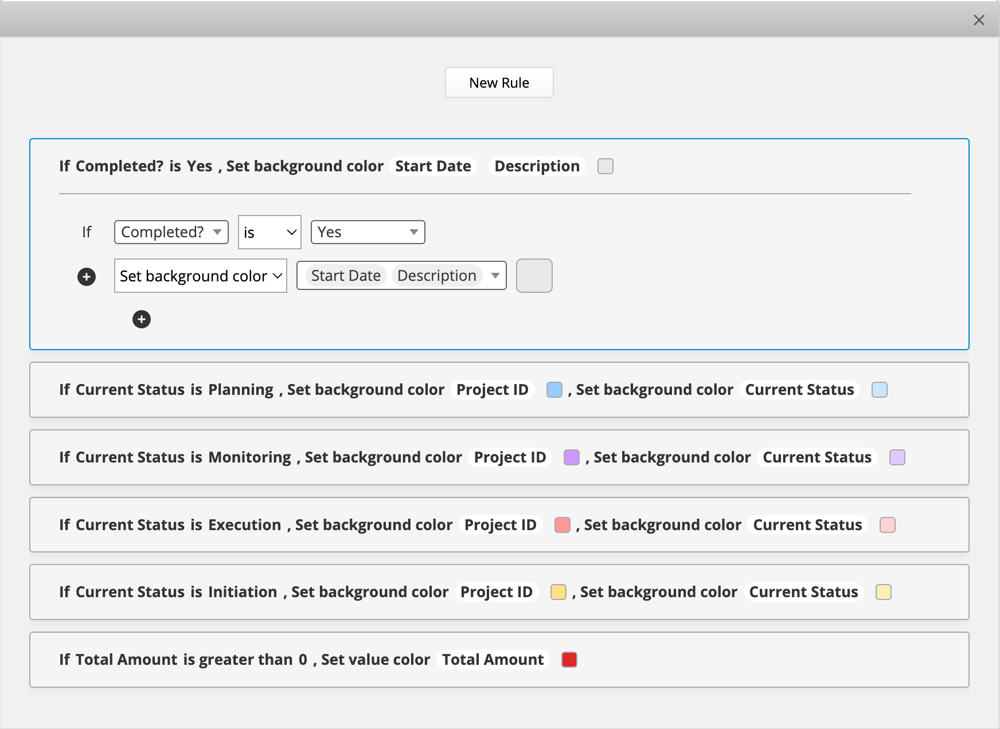 New Rule
If Completed? is Yes , Set background color Start Date Description
If Completed? is Yes
Set background color Start Date Description
If Current Status is Planning , Set background color Project ID , Set background color Current Status
If Current Status is Monitoring , Set background color Project ID , Set background color Current Status
If Current Status is Execution , Set background color Project ID , Set background color Current Status
If Current Status is Initiation , Set background color Project ID , Set background color Current Status
If Total Amount is greater than 0 , Set value color Total Amount